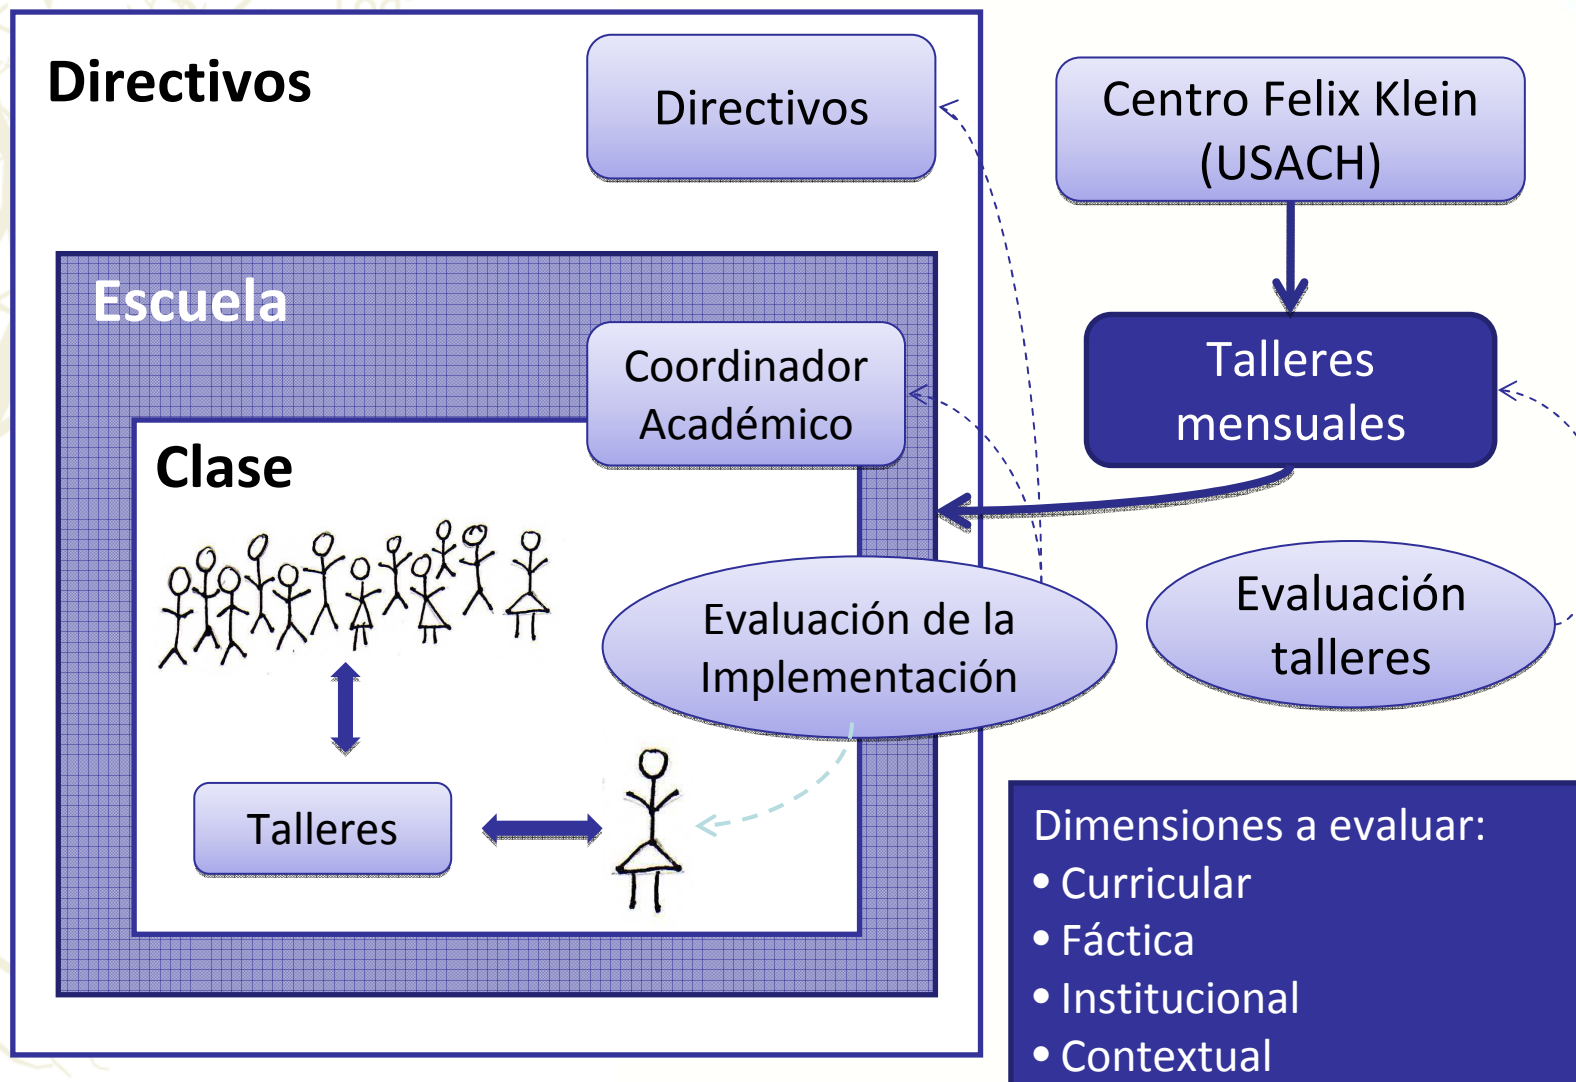 Directivos
Directivos
Centro Felix Klein
(USACH)
Escuela
Coordinador
Académico
Talleres
mensuales
Clase
Evaluación de la
Implementación
Evaluación
talleres
Talleres
Dimensiones a evaluar:
• Curricular
• Fáctica
• Institucional
• Contextual